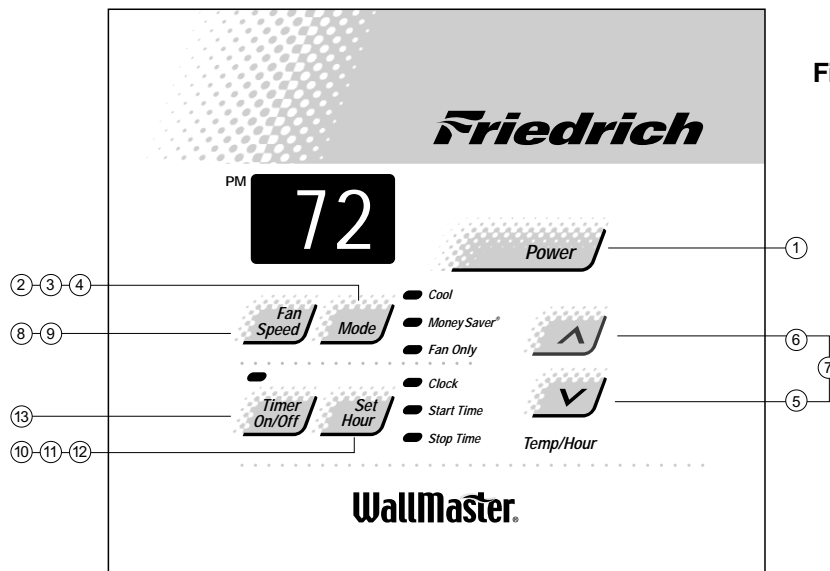 Fi
Friedrich
PM
72
Power
1
2 3 4
Cool
Fan Speed
Mode
Money Saver®
8 9
Fan Only
6
7
Clock
Timer On/Off
Set Hour
Start Time
5
13
Stop Time
Temp/Hour
10 11 12
WallMaster®